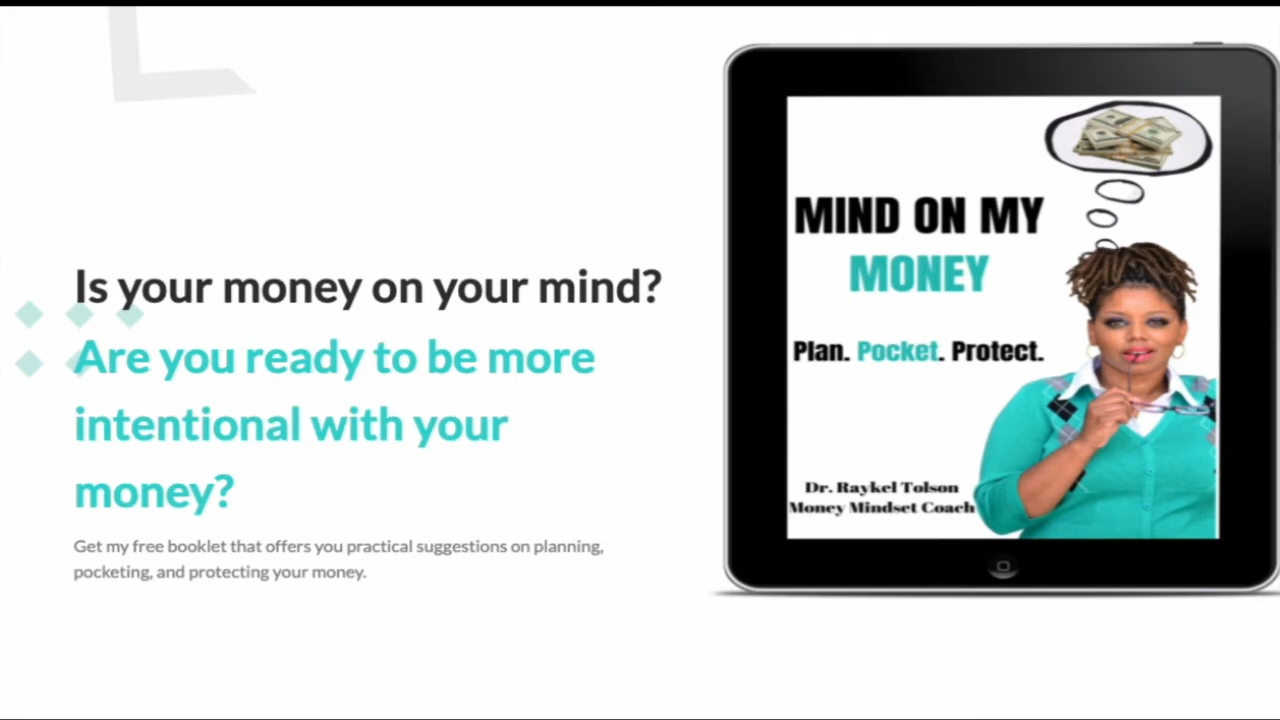 Is your money on your mind?
Are you ready to be more
intentional with your
money?
Get my free booklet that offers you practical suggestions on planning,
pocketing, and protecting your money.
MIND ON MY
MONEY
Plan. Pocket. Protect.
Dr. Raykel Tolson
Money Mindset Coach